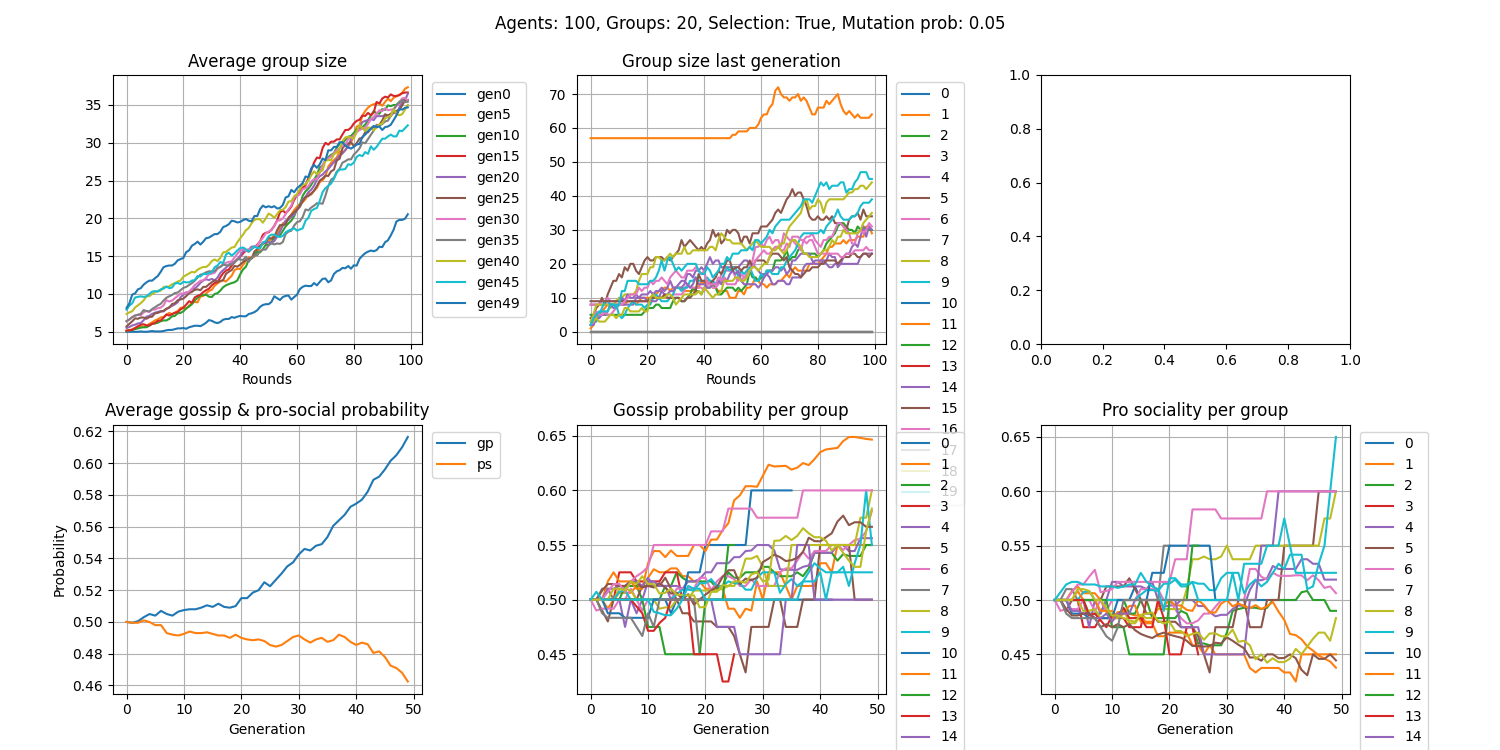 Agents: 100, Groups: 20, Selection: True, Mutation prob: 0.05
Average group size
35
30
25
20
15
10
5
0 20 40 60 80 100
Rounds
gen0
gen5
gen10
gen15
gen20
gen25
gen30
gen35
gen40
gen45
gen49
Group size last generation
70
60
50
40
30
20
10
0
0 20 40 60 80 100
Rounds
0
1
2
3
4
5
6
7
8
9
10
11
12
13
14
15
16
17
18
19
1.0
0.8
0.6
0.4
0.2
0.0
0.0 0.2 0.4 0.6 0.8 1.0
Average gossip & pro-social probability
Probability
0.62
0.60
0.58
0.56
0.54
0.52
0.50
0.48
0.46
0 10 20 30 40 50
Generation
gp
ps
Gossip probability per group
0.65
0.60
0.55
0.50
0.45
0 10 20 30 40 50
Generation
0
1
2
3
4
5
6
7
8
9
10
11
12
13
14
Pro sociality per group
0.65
0.60
0.55
0.50
0.45
0 10 20 30 40 50
Generation
0
1
2
3
4
5
6
7
8
9
10
11
12
13
14